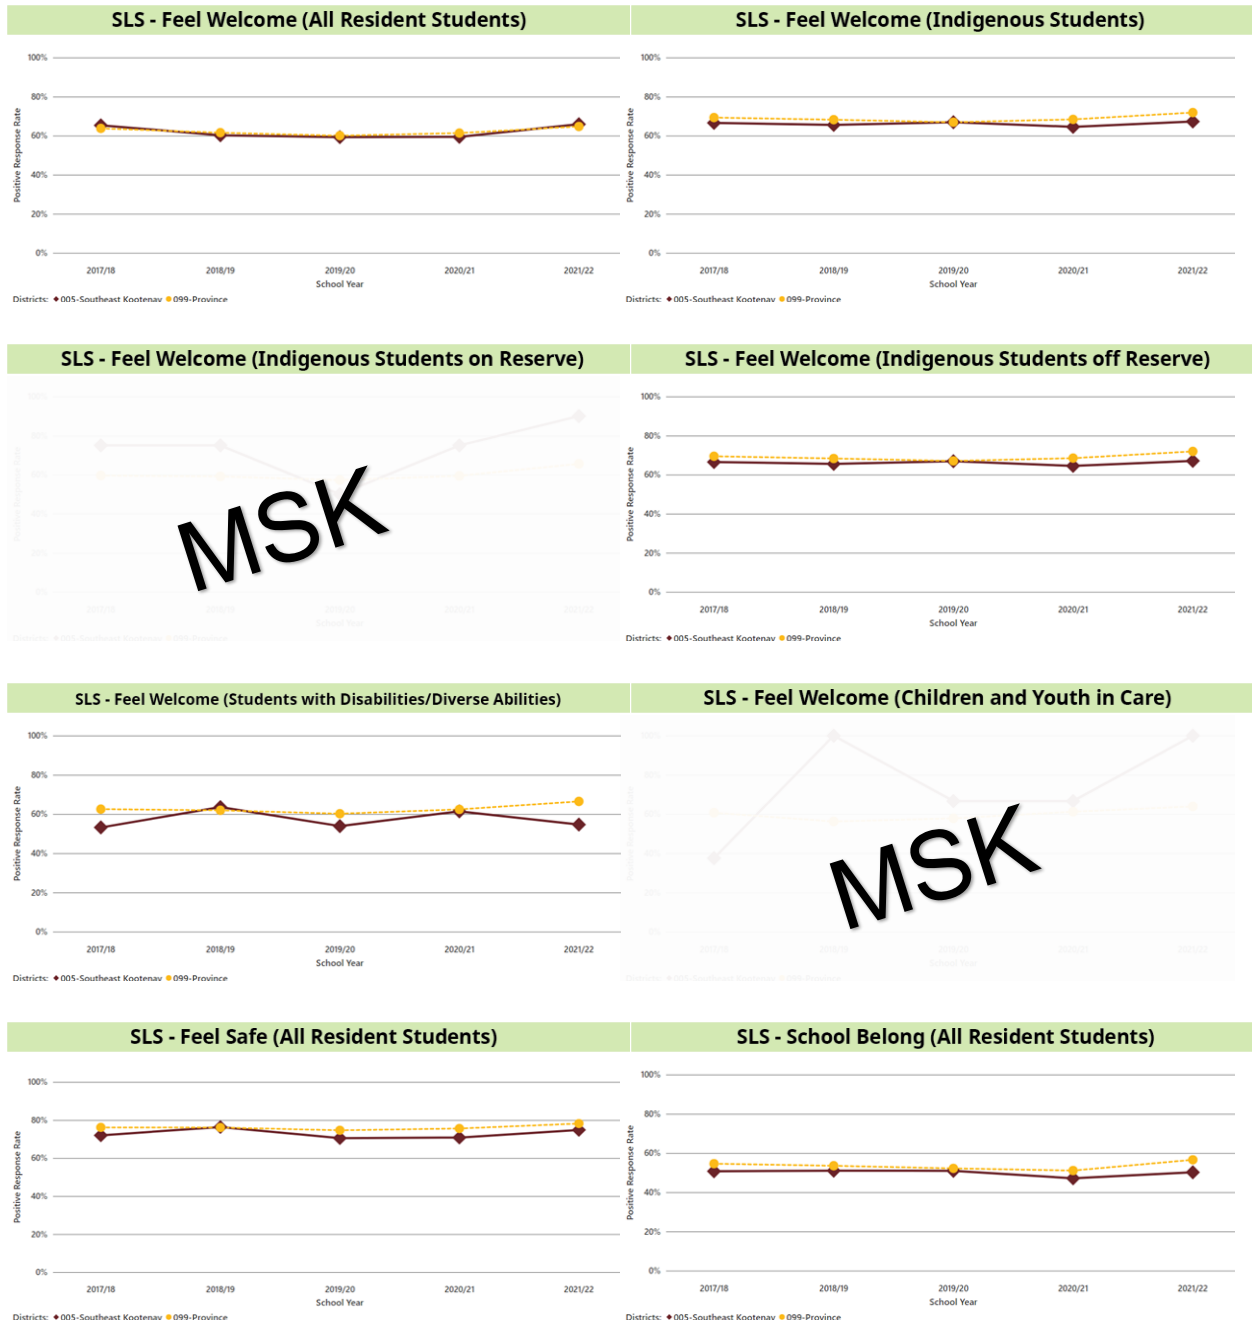 SLS - Feel Welcome (All Resident Students)
100%
80%
60%
40%
20%
0%
Positive Response Rate
2017/18 2018/19 2019/20 2020/21 2021/22
School Year
Districts: 005-Southeast Kootenay 099-Province
SLS - Feel Welcome (Indigenous Students)
100%
80%
60%
40%
20%
0%
Positive Response Rate
2017/18 2018/19 2019/20 2020/21 2021/22
School Year
Districts: 005-Southeast Kootenay 099-Province
SLS - Feel Welcome (Indigenous Students on Reserve)
MSK
SLS - Feel Welcome (Indigenous Students off Reserve)
100%
80%
60%
40%
20%
0%
Positive Response Rate
2017/18 2018/19 2019/20 2020/21 2021/22
School Year
Districts: 005-Southeast Kootenay 099-Province
SLS - Feel Welcome (Students with Disabilities/Diverse Abilities)
100%
80%
60%
40%
20%
0%
Positive Response Rate
2017/18 2018/19 2019/20 2020/21 2021/22
School Year
Districts: 005-Southeast Kootenay 099-Province
SLS - Feel Welcome (Children and Youth in Care)
MSK
SLS - Feel Safe (All Resident Students)
100%
80%
60%
40%
20%
0%
Positive Response Rate
2017/18 2018/19 2019/20 2020/21 2021/22
School Year
Districts: 005-Southeast Kootenay 099-Province
SLS - School Belong (All Resident Students)
100%
80%
60%
40%
20%
0%
Positive Response Rate
2017/18 2018/19 2019/20 2020/21 2021/22
School Year
Districts: 005-Southeast Kootenay 099-Province